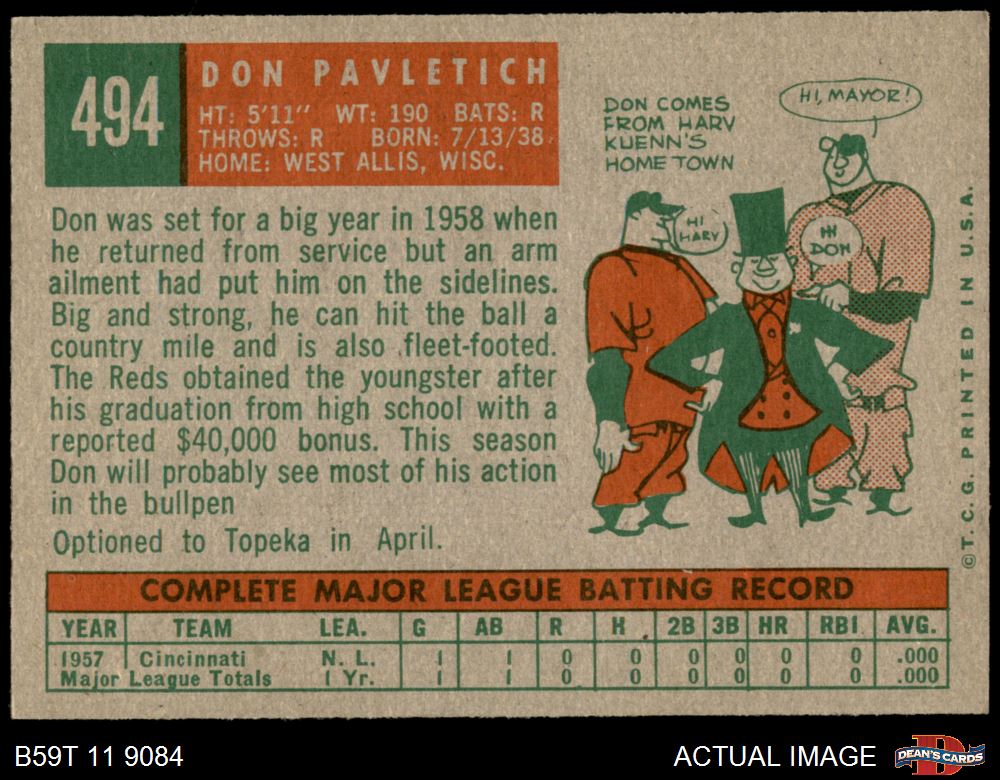 494
DON PAVLETICH
HT: 5'11" WT: 190 BATS: R
THROWS: R BORN: 7/13/38
HOME: WEST ALLIS, WISC.
Don was set for a big year in 1958 when
he returned from service but an arm
ailment had put him on the sidelines.
Big and strong, he can hit the ball a
country mile and is also fleet-footed.
The Reds obtained the youngster after
his graduation from high school with a
reported $40,000 bonus. This season
Don will probably see most of his action
in the bullpen
Optioned to Topeka in April.
DON COMES
FROM HARV
KUENN'S
HOME TOWN
HI, MAYOR!
HI
HARV
HI
DON
©T.C.G. PRINTED IN U.S.A.
COMPLETE MAJOR LEAGUE BATTING RECORD
YEAR TEAM LEA. G AB R H 2B 3B HR RBI AVG.
1957 Cincinnati N. L. 1 1 0 0 0 0 0 0 .000
Major League Totals 1 Yr. 1 1 0 0 0 0 0 0 .000
B59T 11 9084
ACTUAL IMAGE
D
DEAN'S CARDS